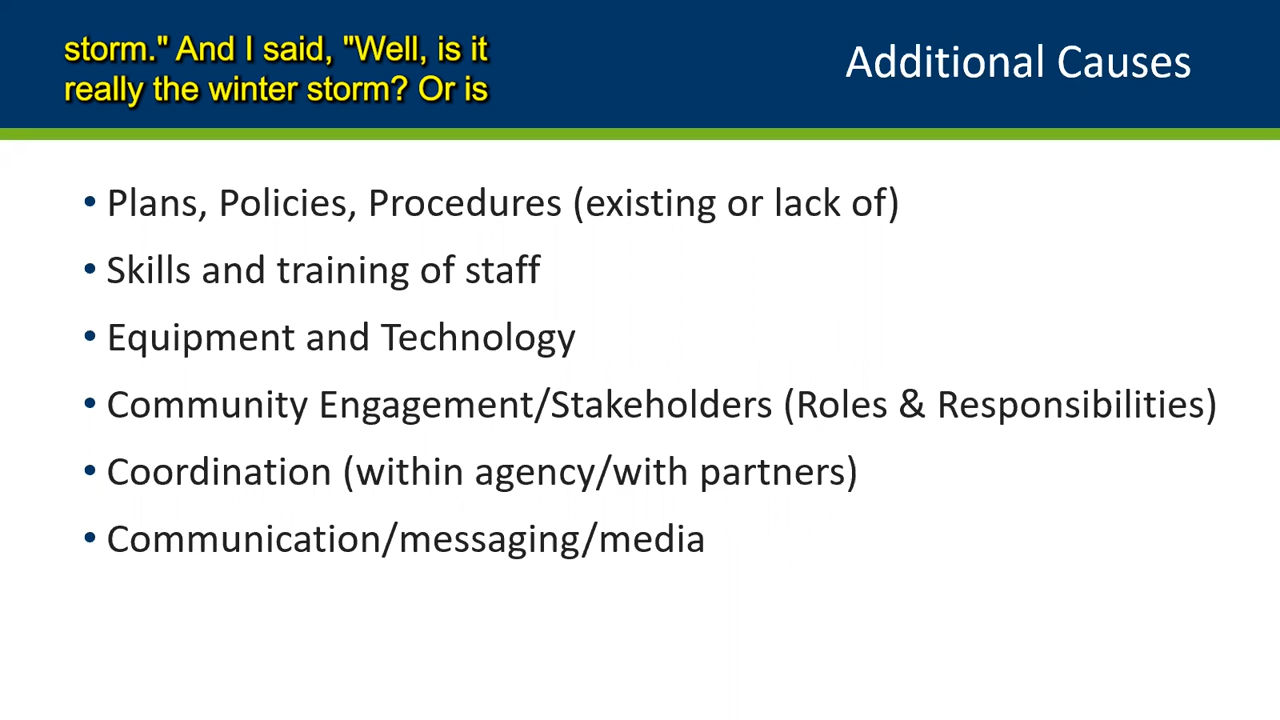 storm." And I said, "Well, is it
really the winter storm? Or is
Additional Causes
• Plans, Policies, Procedures (existing or lack of)
• Skills and training of staff
• Equipment and Technology
• Community Engagement/Stakeholders (Roles & Responsibilities)
• Coordination (within agency/with partners)
• Communication/messaging/media